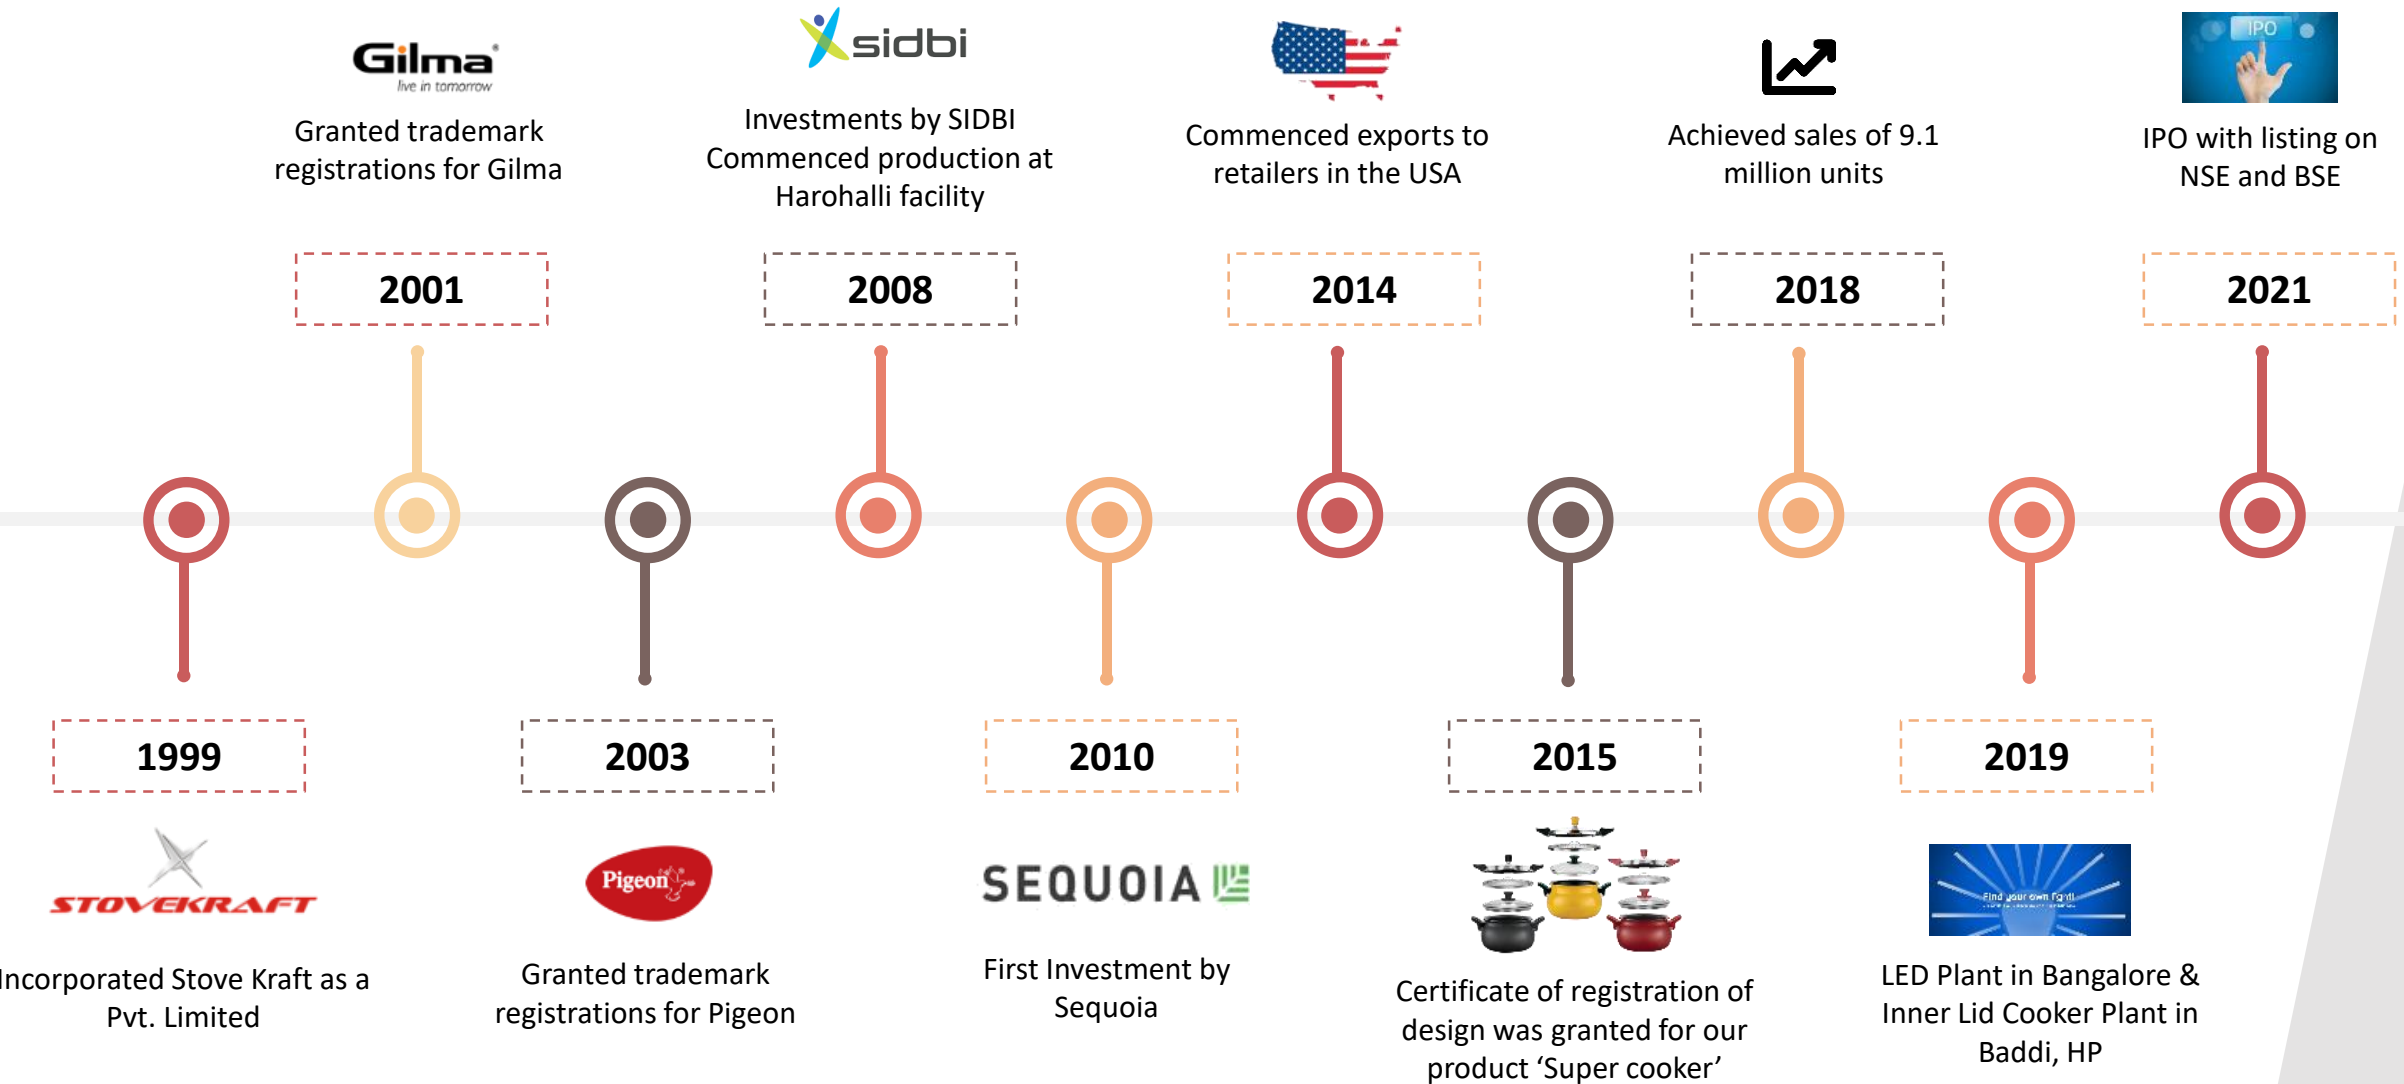 Gilma®
live in tomorrow
Granted trademark
registrations for Gilma
2001
sidbi
Investments by SIDBI
Commenced production at
Harohalli facility
2008
Commenced exports to
retailers in the USA
2014
Achieved sales of 9.1
million units
2018
IPO
IPO with listing on
NSE and BSE
2021
1999
STOVEKRAFT
Incorporated Stove Kraft as a
Pvt. Limited
2003
Pigeon
Granted trademark
registrations for Pigeon
2010
SEQUOIA
First Investment by
Sequoia
2015
Certificate of registration of
design was granted for our
product ‘Super cooker’
2019
Find your own light!
LED Plant in Bangalore &
Inner Lid Cooker Plant in
Baddi, HP